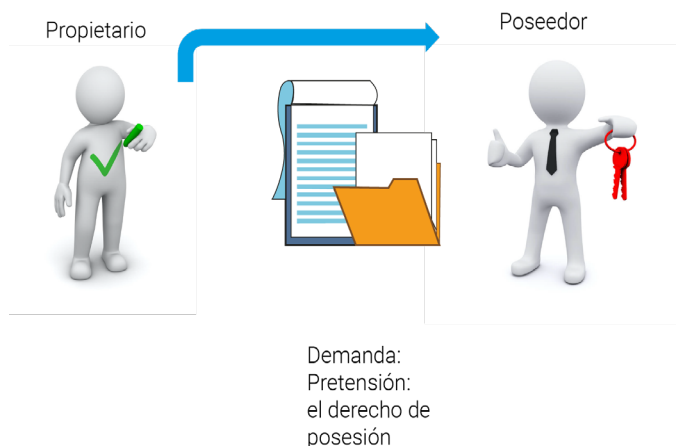 Propietario
Poseedor
Demanda:
Pretensión:
el derecho de
posesión